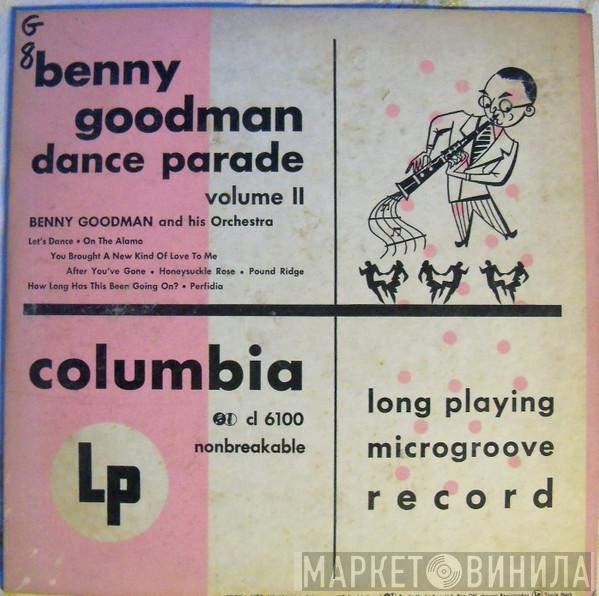 G
8
benny
goodman
dance parade
volume II
BENNY GOODMAN and his Orchestra
Let's Dance • On The Alamo
You Brought A New Kind Of Love To Me
After You've Gone • Honeysuckle Rose • Pound Ridge
How Long Has This Been Going On? • Perfidia
columbia
cl 6100
nonbreakable
Lp
long playing
microgroove
record
МАРКЕТ ВИНИЛА